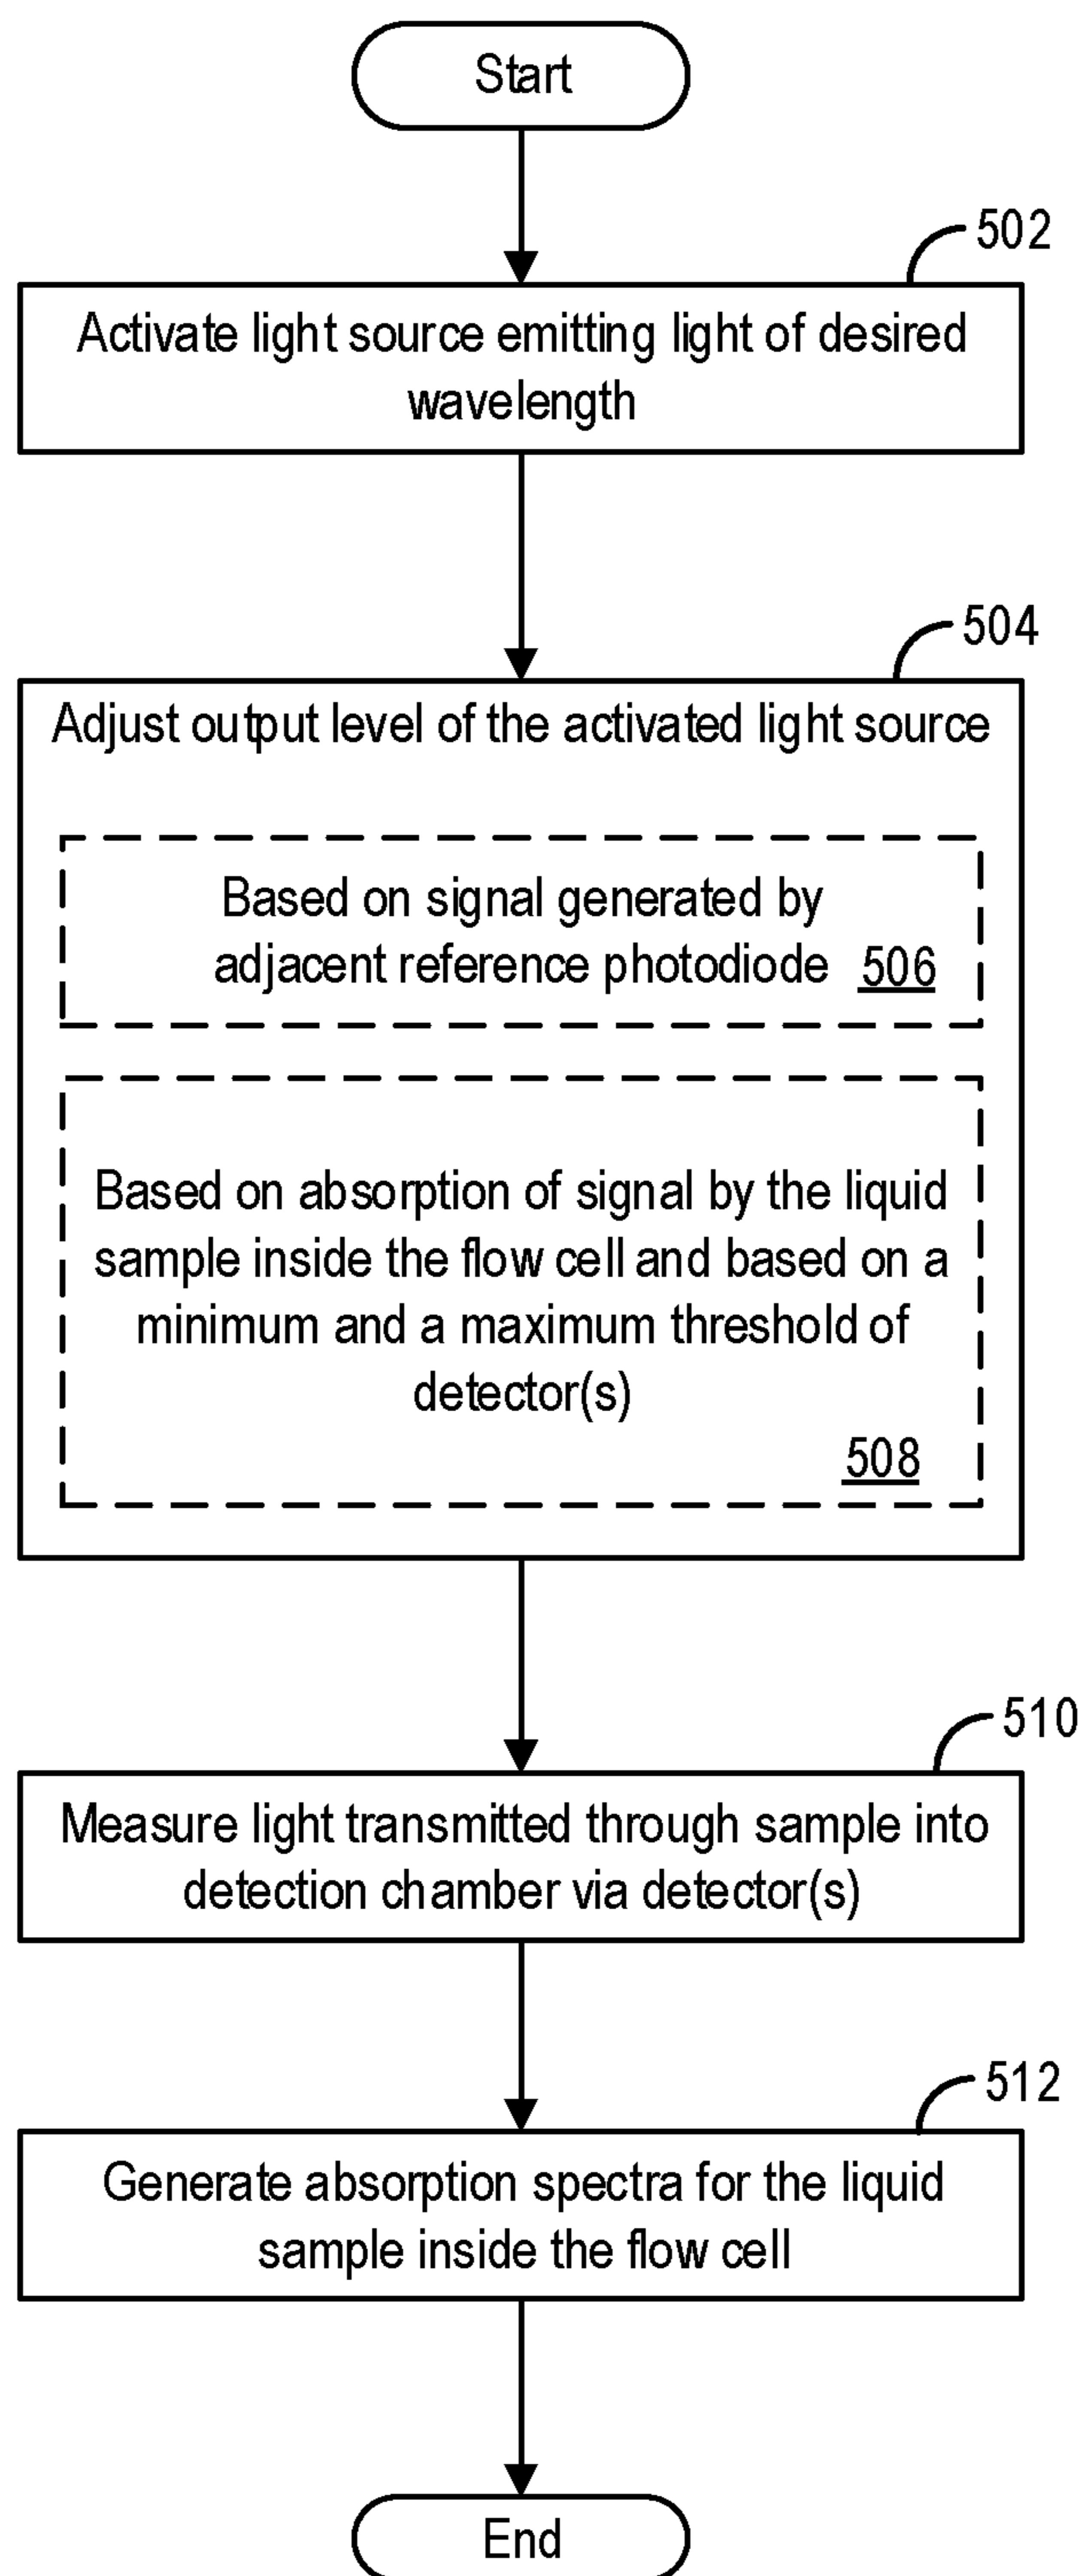 Start
502
Activate light source emitting light of desired
wavelength
504
Adjust output level of the activated light source
Based on signal generated by
adjacent reference photodiode 506
Based on absorption of signal by the liquid
sample inside the flow cell and based on a
minimum and a maximum threshold of
detector(s)
508
510
Measure light transmitted through sample into
detection chamber via detector(s)
512
Generate absorption spectra for the liquid
sample inside the flow cell
End